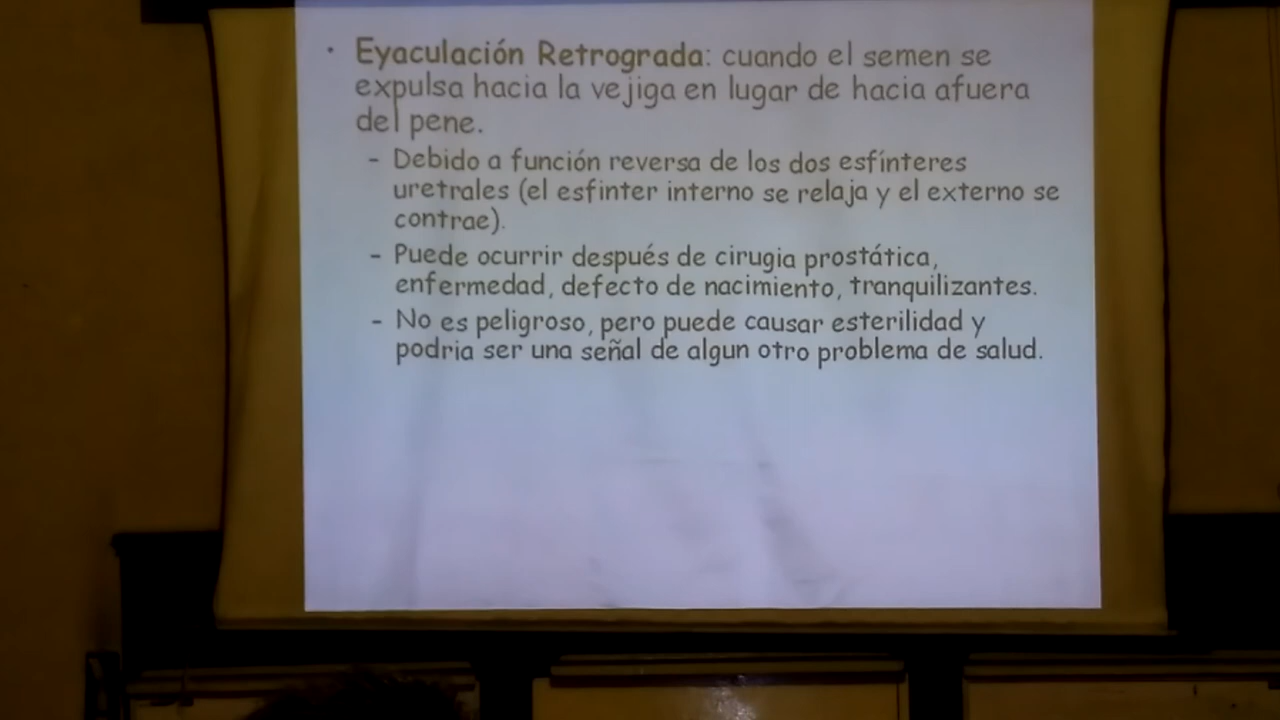 · Eyaculación Retrograda: cuando el semen se
expulsa hacia la vejiga en lugar de hacia afuera
del pene.
- Debido a función reversa de los dos esfínteres
uretrales (el esfinter interno se relaja y el externo se
contrae).
- Puede ocurrir después de cirugia prostática,
enfermedad, defecto de nacimiento, tranquilizantes.
- No es peligroso, pero puede causar esterilidad y
podria ser una señal de algun otro problema de salud.